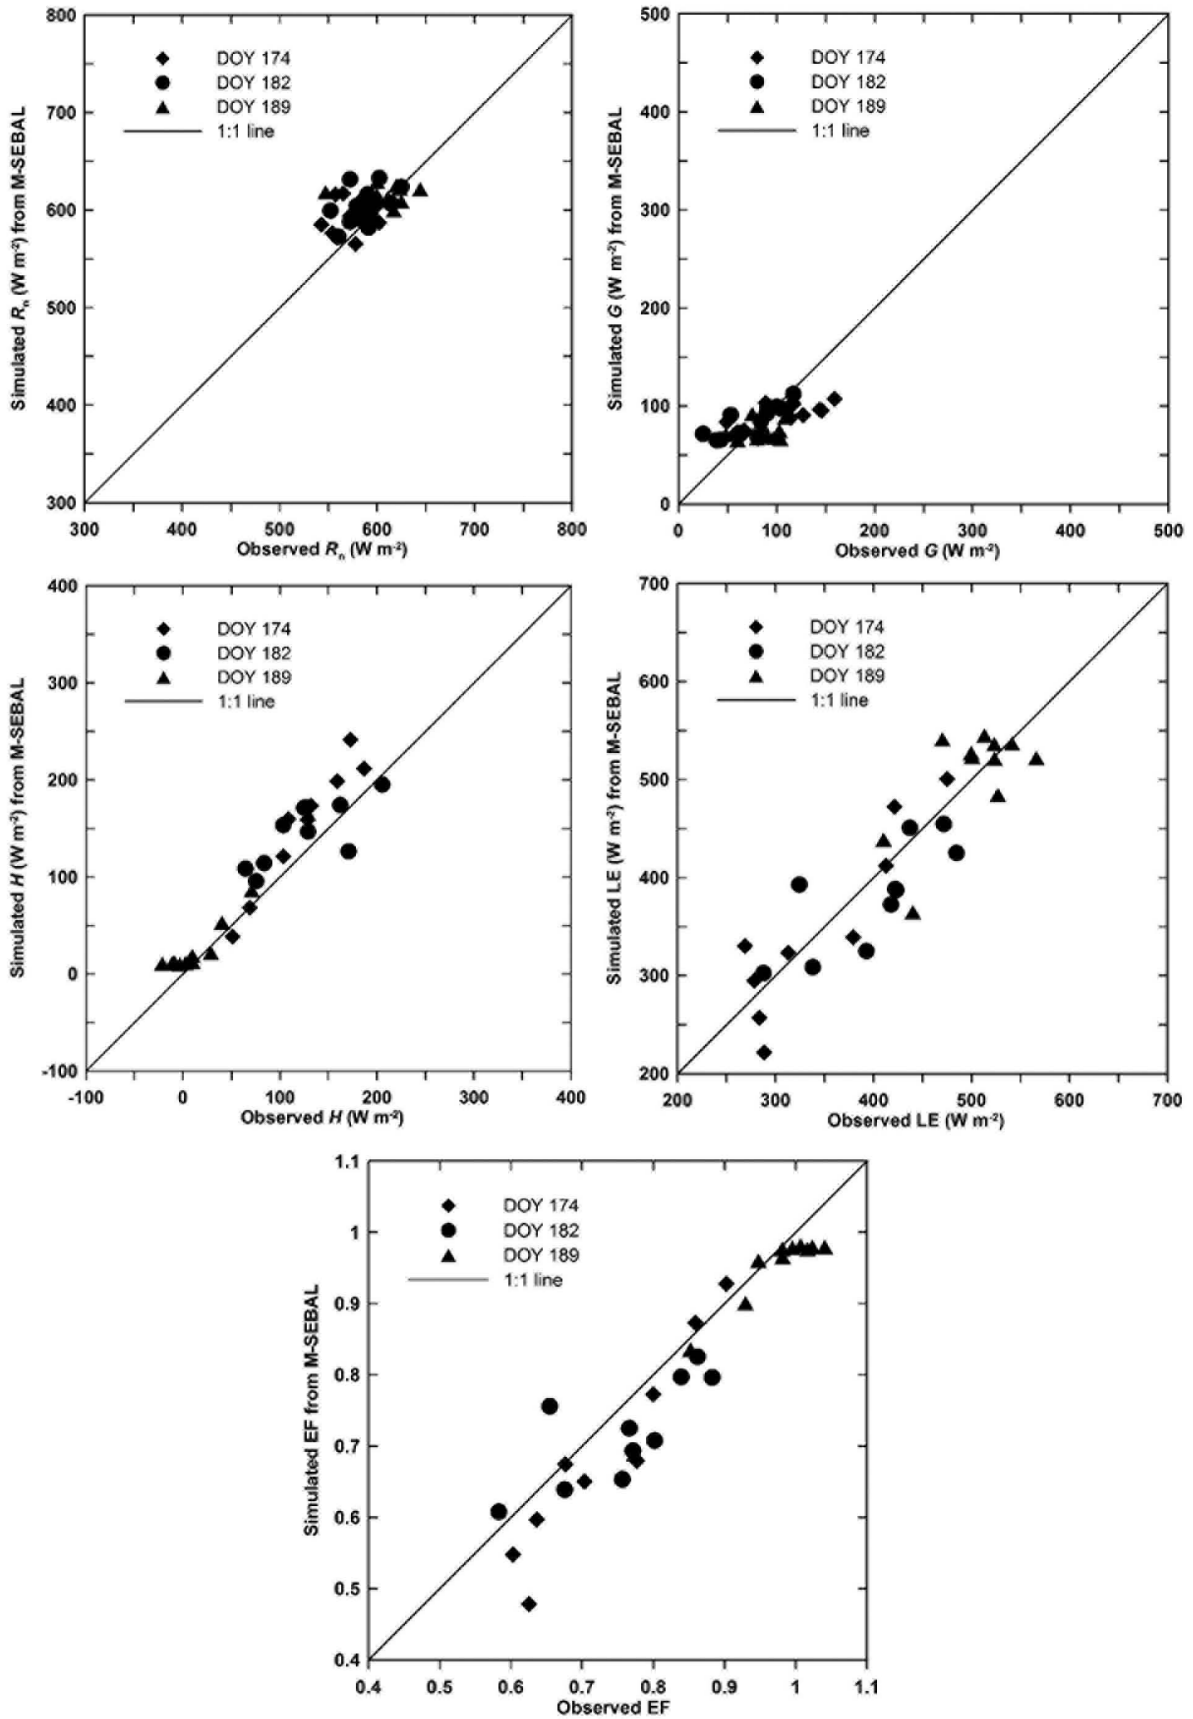 800
700
600
500
400
300
300 400 500 600 700 800
Simulated Rn (W m-2) from M-SEBAL
Observed Rn (W m-2)
DOY 174
DOY 182
DOY 189
1:1 line
500
400
300
200
100
0
0 100 200 300 400 500
Simulated G (W m-2) from M-SEBAL
Observed G (W m-2)
DOY 174
DOY 182
DOY 189
1:1 line
400
300
200
100
0
-100
-100 0 100 200 300 400
Simulated H (W m-2) from M-SEBAL
Observed H (W m-2)
DOY 174
DOY 182
DOY 189
1:1 line
700
600
500
400
300
200
200 300 400 500 600 700
Simulated LE (W m-2) from M-SEBAL
Observed LE (W m-2)
DOY 174
DOY 182
DOY 189
1:1 line
1.1
1
0.9
0.8
0.7
0.6
0.5
0.4
0.4 0.5 0.6 0.7 0.8 0.9 1 1.1
Simulated EF from M-SEBAL
Observed EF
DOY 174
DOY 182
DOY 189
1:1 line